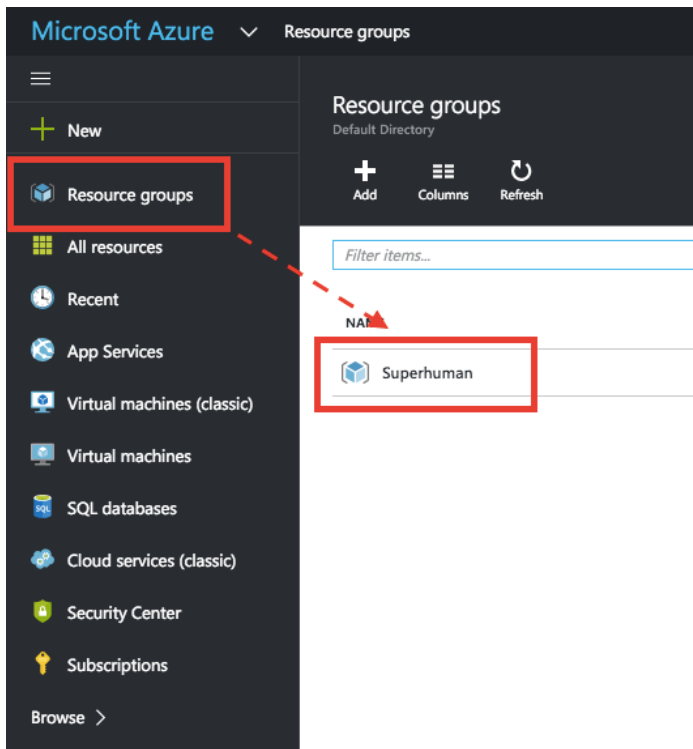 Microsoft Azure Resource groups
New
Resource groups
All resources
Recent
App Services
Virtual machines (classic)
Virtual machines
SQL databases
Cloud services (classic)
Security Center
Subscriptions
Browse
Resource groups
Default Directory
Add Columns Refresh
Filter items...
NAME
Superhuman